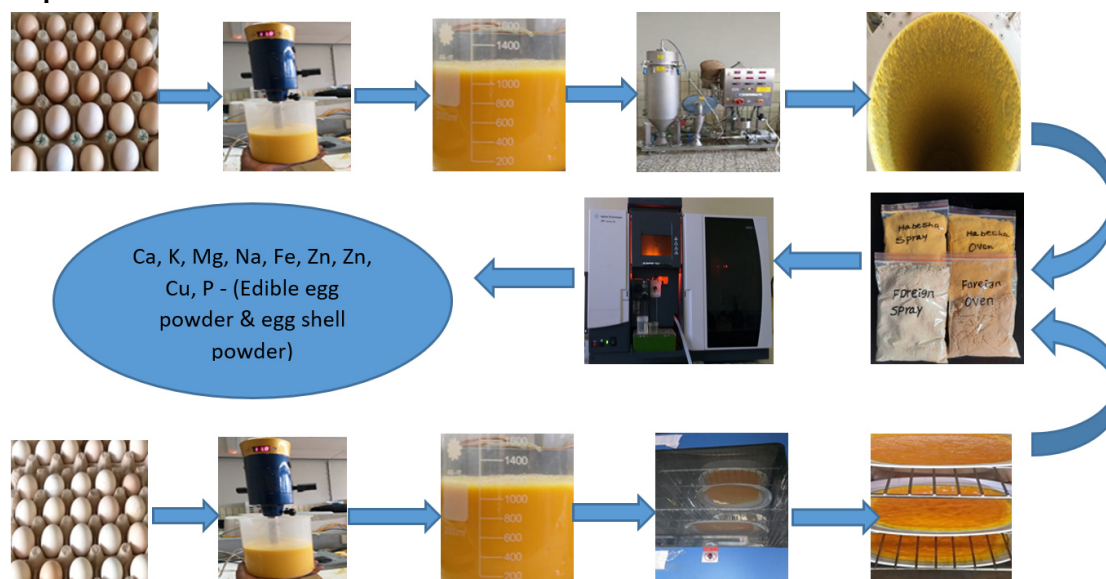 1400
1000
800
600
400
200
Habesha
Spray
Habesha
Oven
Foreign
Spray
Foreign
Oven
Ca, K, Mg, Na, Fe, Zn, Zn,
Cu, P - (Edible egg
powder & egg shell
powder)
1400
1000
800
600
400
200